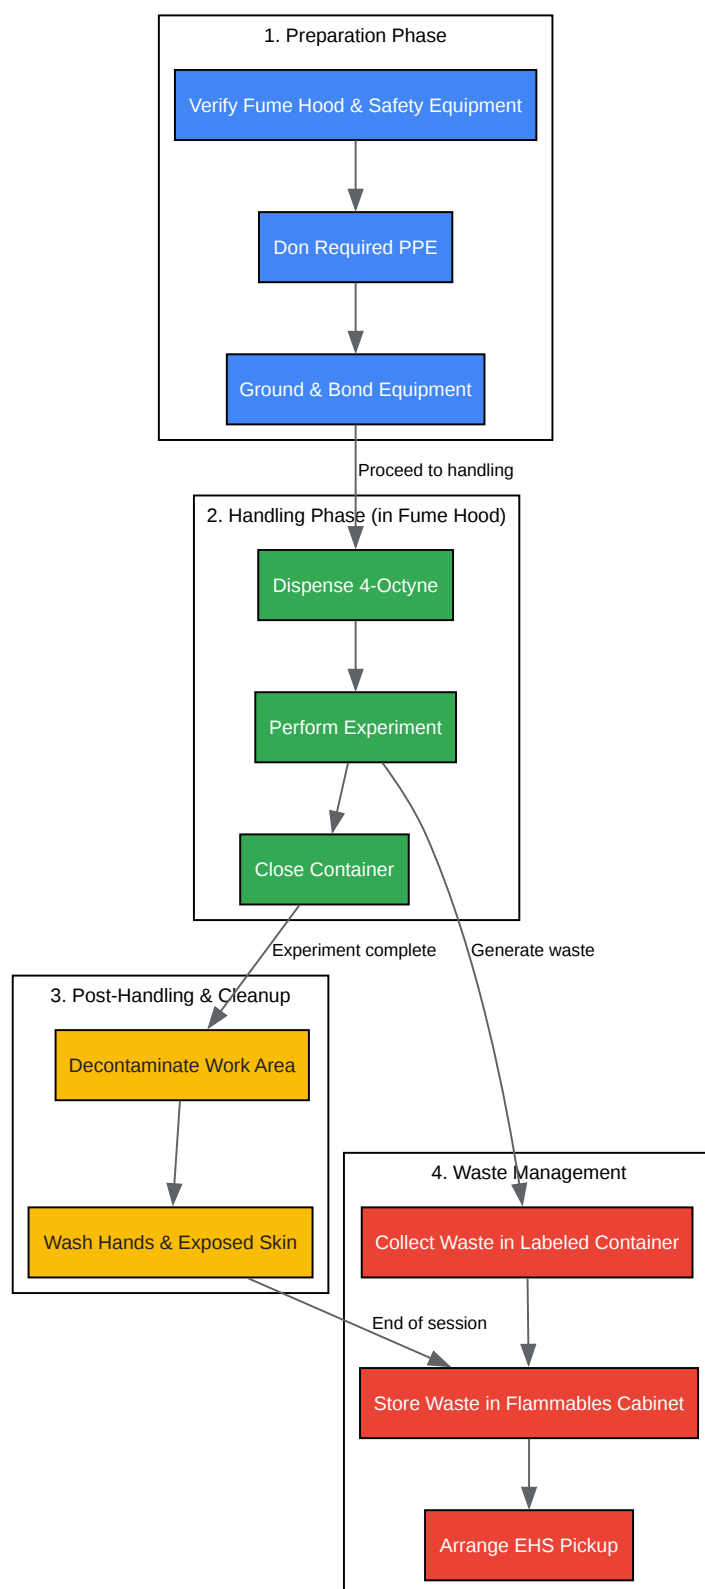 1. Preparation Phase
Verify Fume Hood & Safety Equipment
Don Required PPE
Ground & Bond Equipment
Proceed to handling
2. Handling Phase (in Fume Hood)
Dispense 4-Octyne
Perform Experiment
Close Container
Experiment complete
Generate waste
3. Post-Handling & Cleanup
Decontaminate Work Area
Wash Hands & Exposed Skin
4. Waste Management
Collect Waste in Labeled Container
End of session
Store Waste in Flammables Cabinet
Arrange EHS Pickup